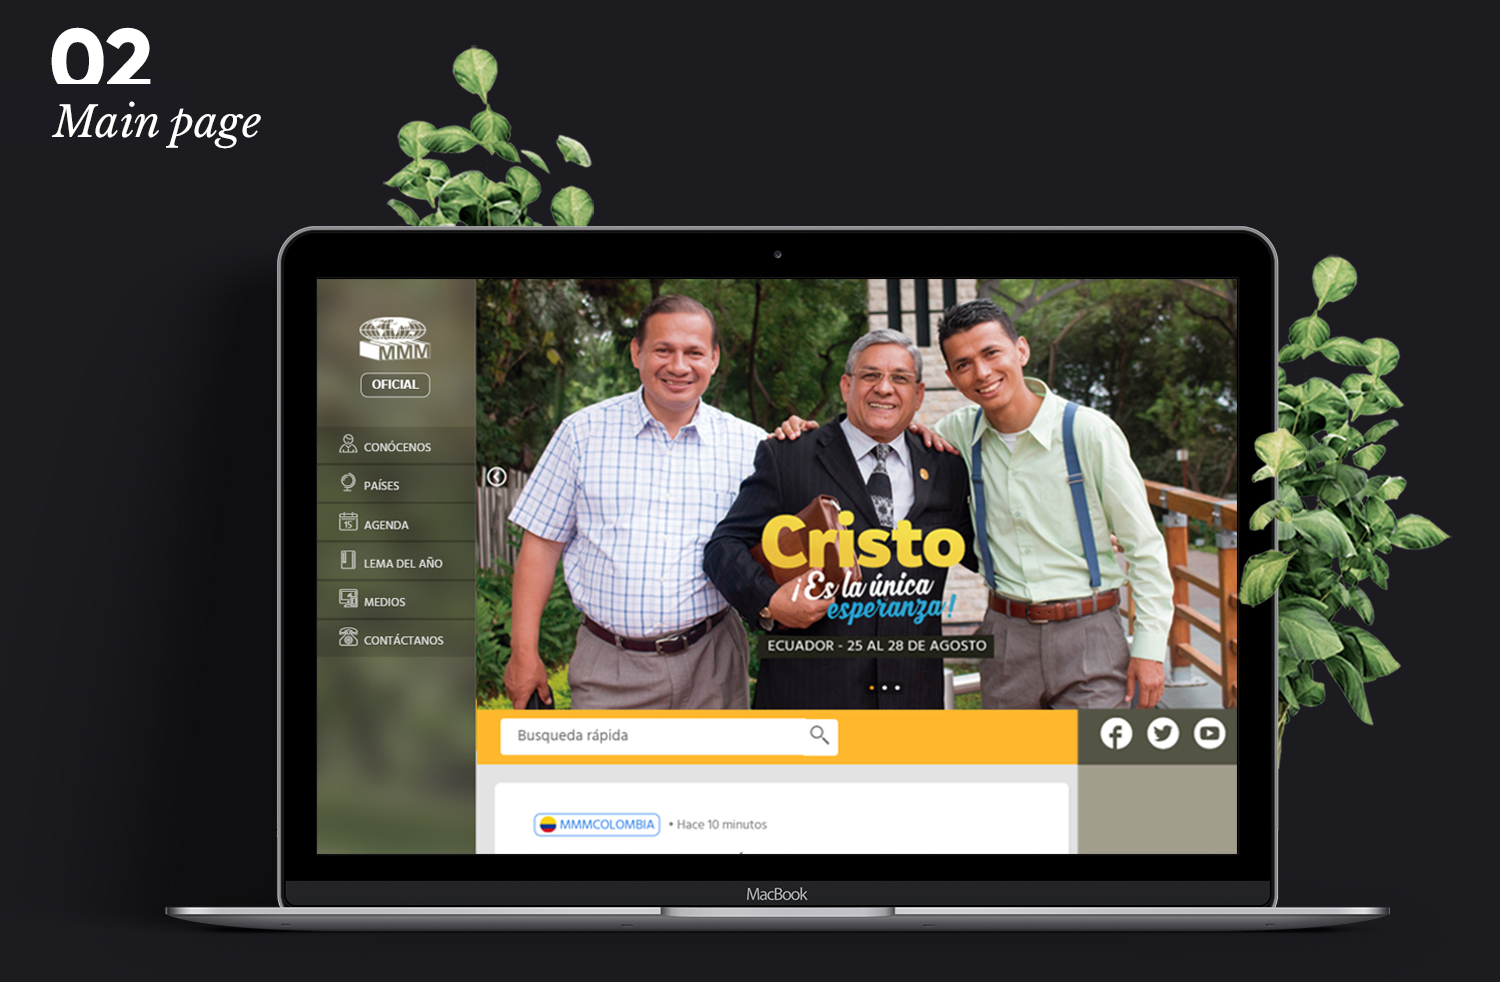 02
Main page
MMM
OFICIAL
CONÓCENOS
PAÍSES
15
AGENDA
LEMA DEL AÑO
MEDIOS
CONTÁCTANOS
Cristo
¡Es la única
esperanza!
ECUADOR - 25 AL 28 DE AGOSTO
Busqueda rápida
MMMCOLOMBIA • Hace 10 minutos
MacBook